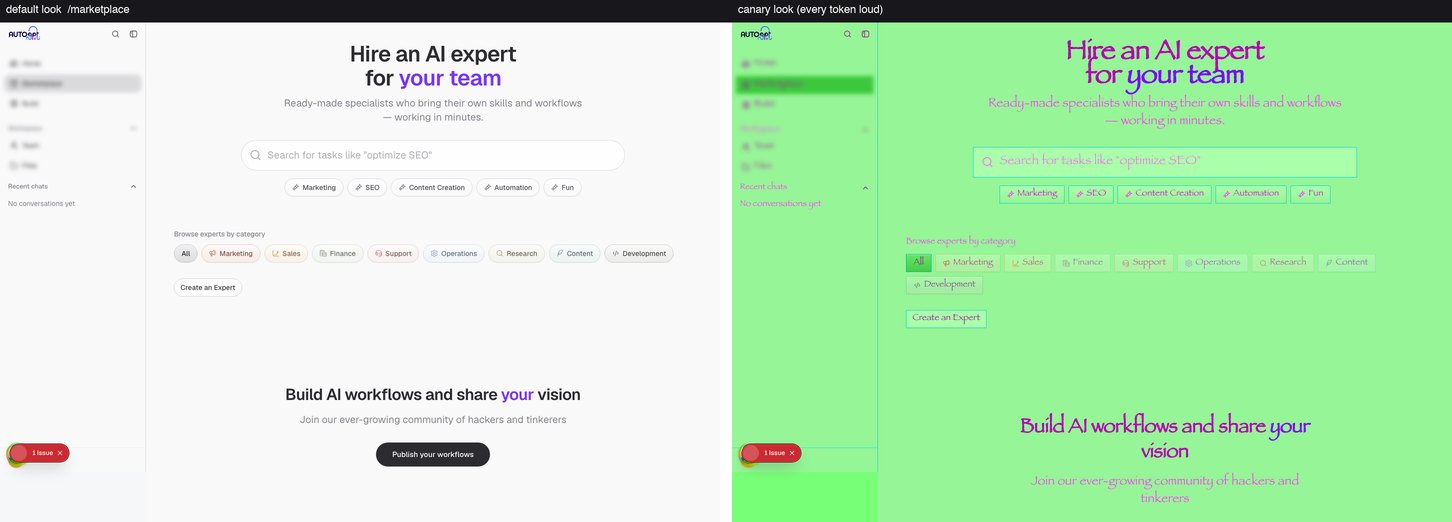 default look /marketplace
AUTOGPT
Recent chats
No conversations yet
1 Issue
Hire an AI expert
for your team
Ready-made specialists who bring their own skills and workflows
— working in minutes.
Search for tasks like "optimize SEO"
Marketing SEO Content Creation Automation Fun
Browse experts by category
All Marketing Sales Finance Support Operations Research Content Development
Create an Expert
Build AI workflows and share your vision
Join our ever-growing community of hackers and tinkerers
Publish your workflows
canary look (every token loud)
AUTOGPT
Recent chats
No conversations yet
1 Issue
Hire an AI expert
for your team
Ready-made specialists who bring their own skills and workflows
— working in minutes.
Search for tasks like "optimize SEO"
Marketing SEO Content Creation Automation Fun
Browse experts by category
All Marketing Sales Finance Support Operations Research Content
Development
Create an Expert
Build AI workflows and share your
vision
Join our ever-growing community of hackers and
tinkerers